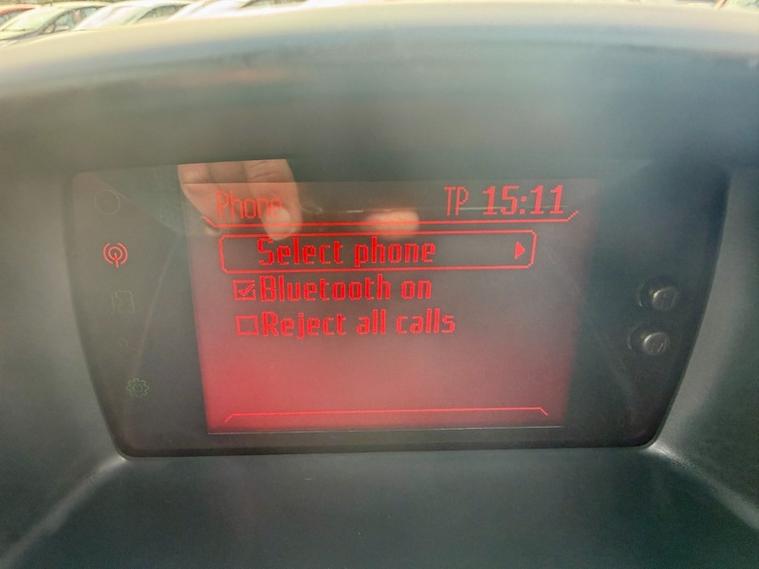 Phone TP 15:11
Select phone
Bluetooth on
Reject all calls